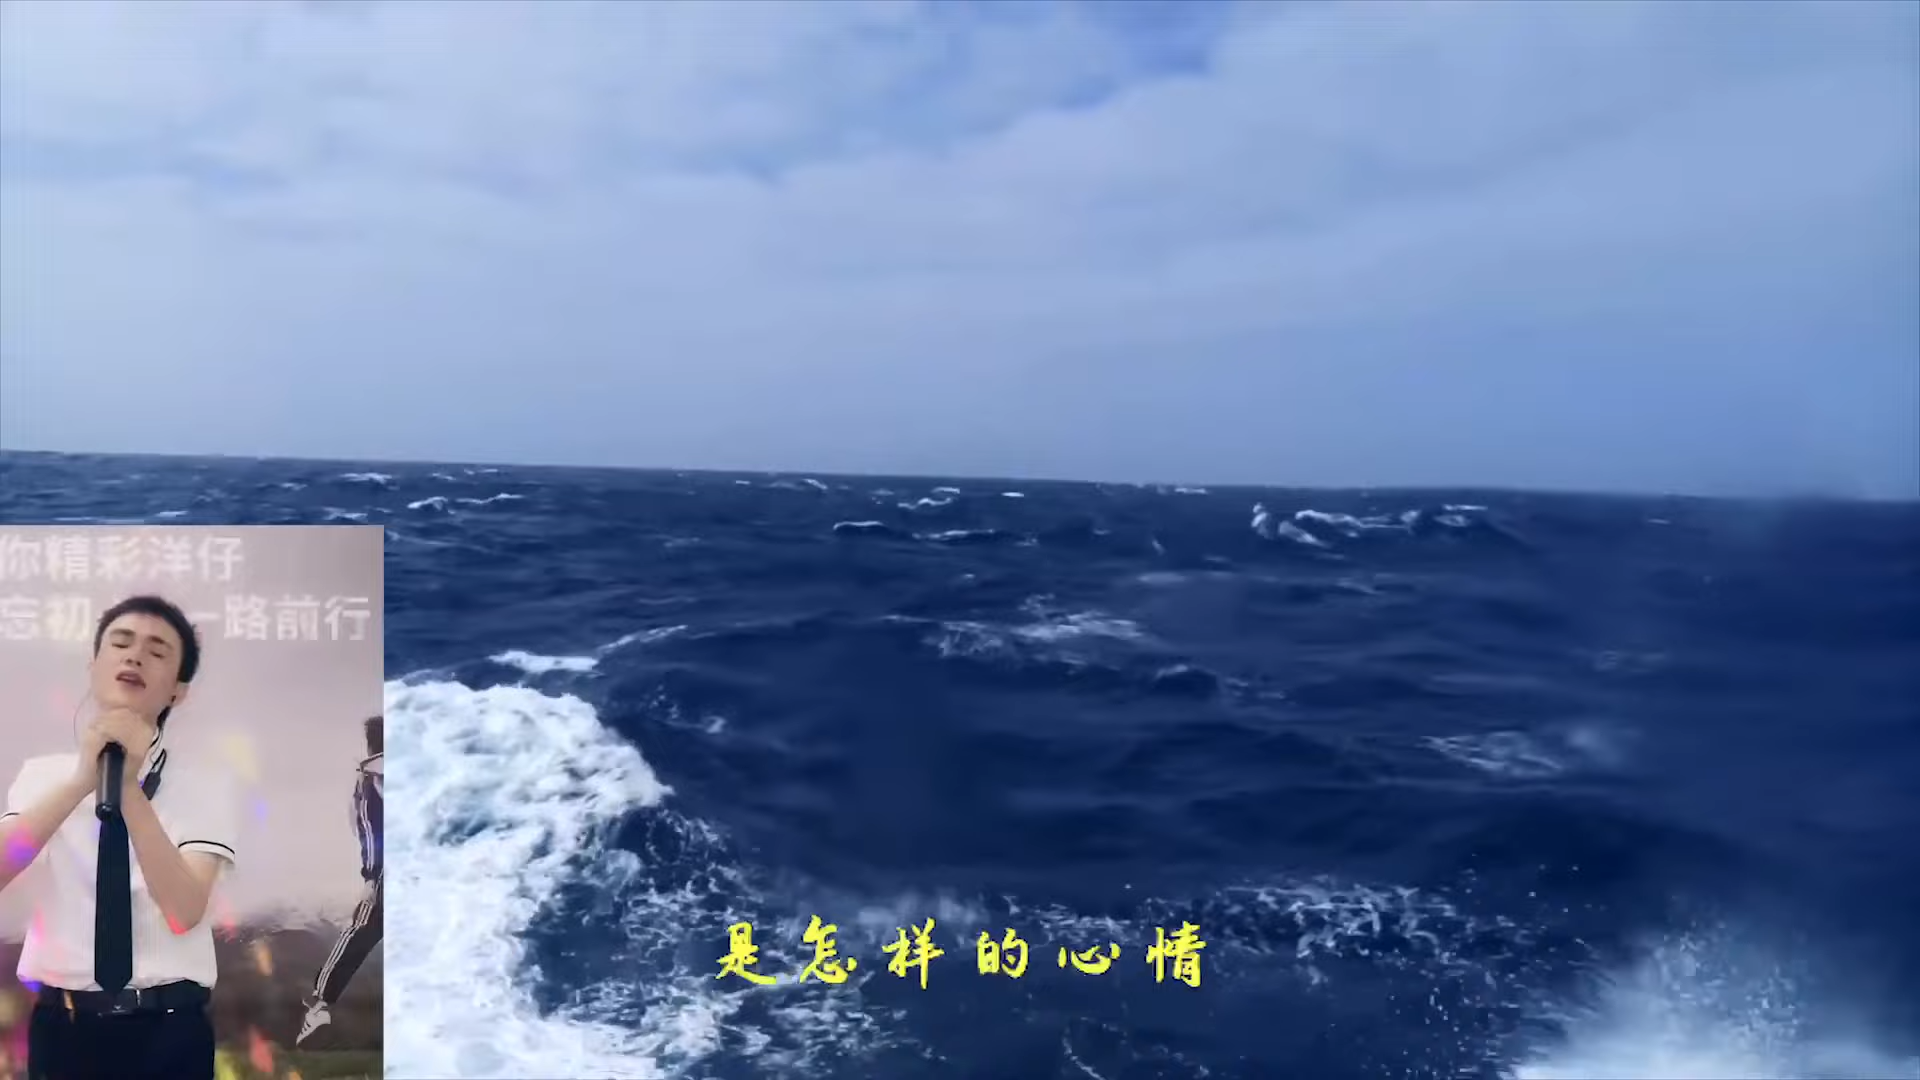 你精彩洋仔
忘初 一路前行
是怎样的心情